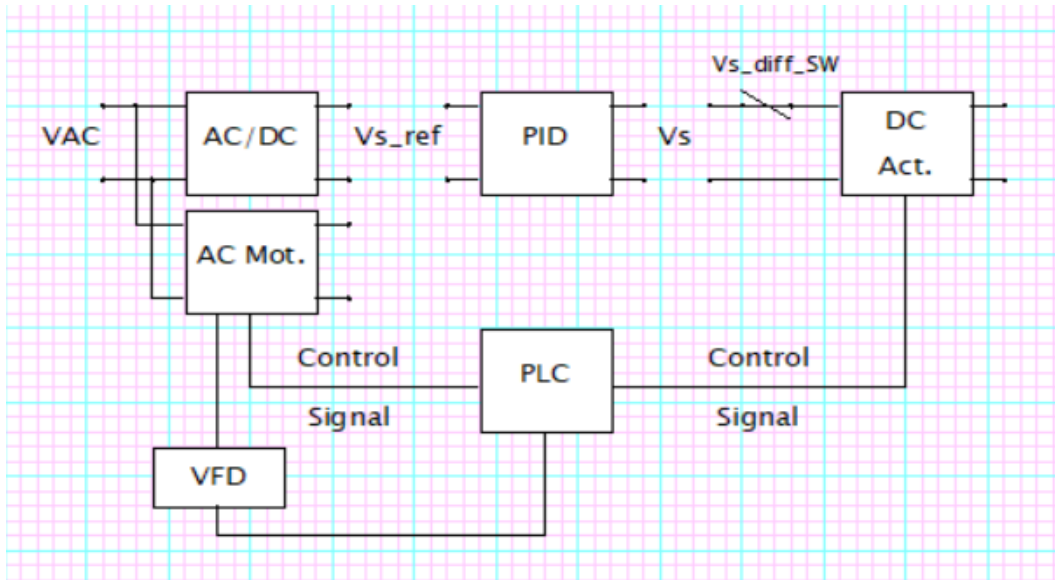 Vs_diff_SW
VAC
AC/DC
Vs_ref
PID
Vs
DC
Act.
AC Mot.
Control
Signal
PLC
Control
Signal
VFD